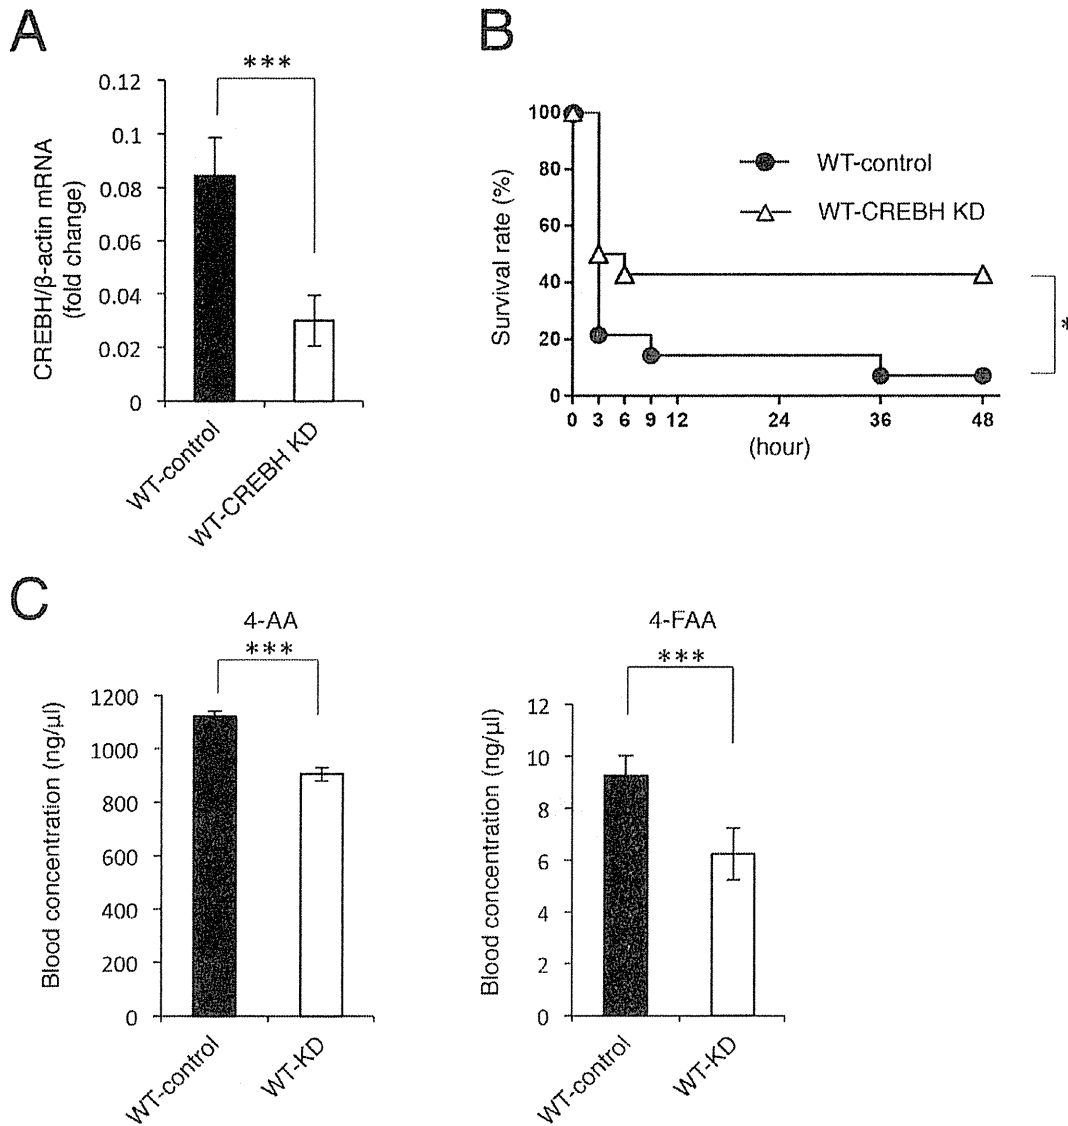 A
***
0.12
0.1
0.08
0.06
0.04
0.02
0
CREBH/β-actin mRNA
(fold change)
WT-control
WT-CREBH KD
B
100
80
60
40
20
0
Survival rate (%)
WT-control
WT-CREBH KD
*
0 3 6 9 12 24 36 48
(hour)
C
4-AA
***
1200
1000
800
600
400
200
0
Blood concentration (ng/µl)
WT-control
WT-KD
4-FAA
***
12
10
8
6
4
2
0
Blood concentration (ng/µl)
WT-control
WT-KD